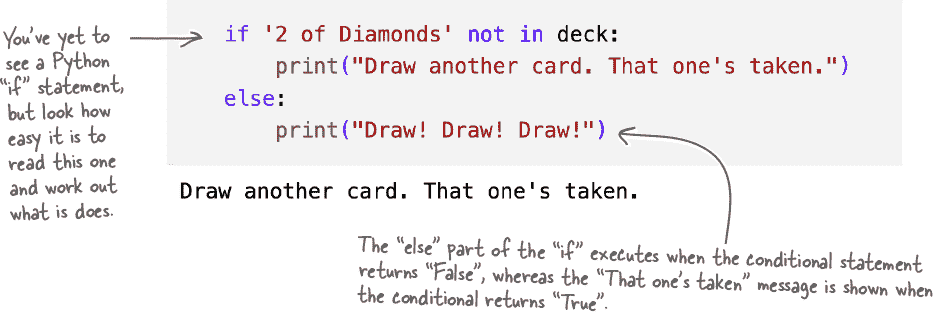 You've yet to
see a Python
"if" statement,
but look how
easy it is to
read this one
and work out
what is does.
if '2 of Diamonds' not in deck:
    print("Draw another card. That one's taken.")
else:
    print("Draw! Draw! Draw!")
Draw another card. That one's taken.
The "else" part of the "if" executes when the conditional statement
returns "False", whereas the "That one's taken" message is shown when
the conditional returns "True".